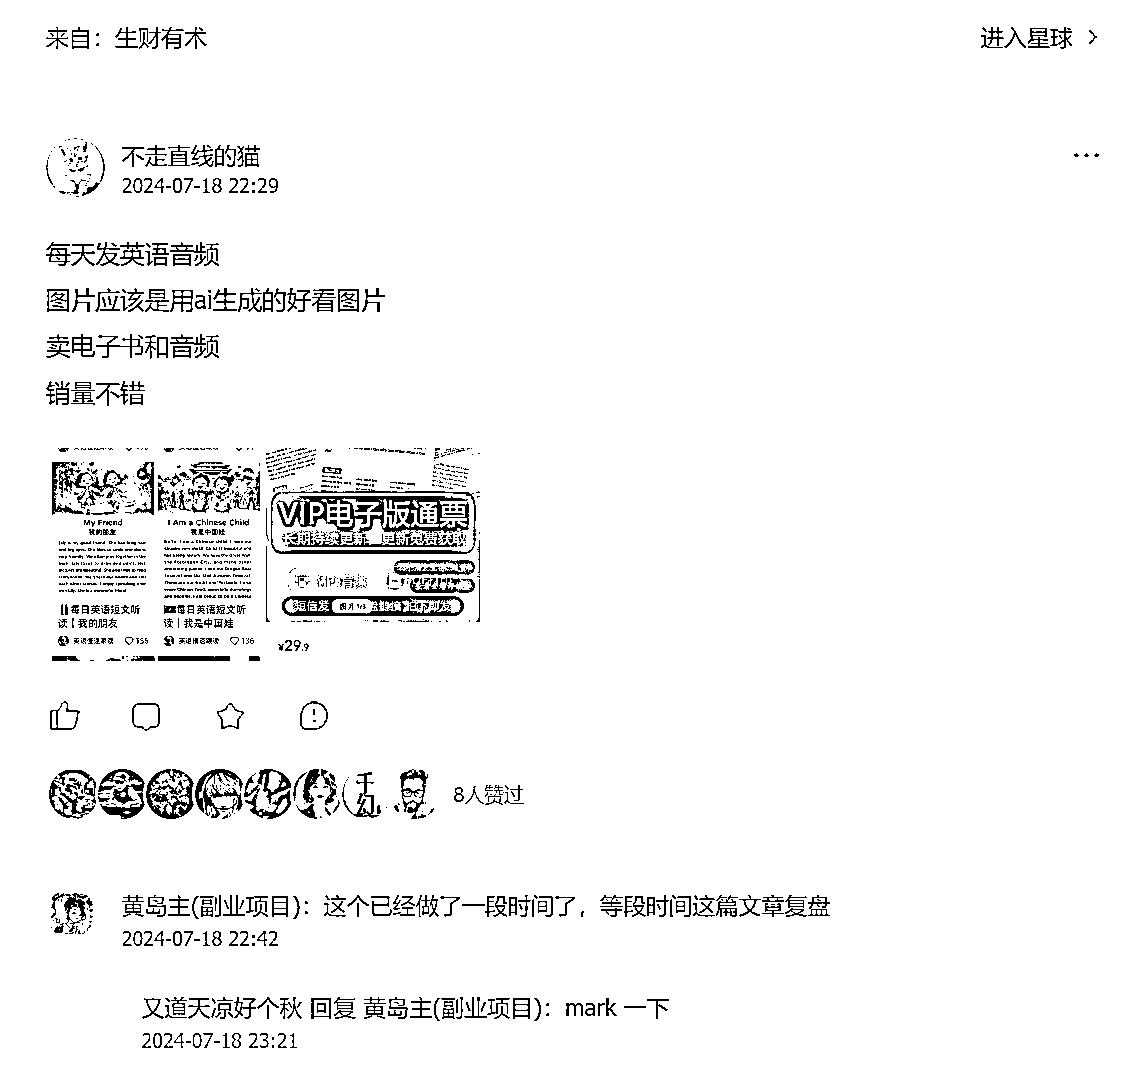 来自：生财有术
进入星球
不走直线的猫
2024-07-18 22:29
每天发英语音频
图片应该是用ai生成的好看图片
卖电子书和音频
销量不错
My Friend
我的朋友
I Am a Chinese Child
我是中国娃
每日英语短文听
读【我的朋友
每日英语短文听
读｜我是中国娃
136
VIP电子版通票
长期持续更新 更新免费获取
MP3音频
图片 1/3
¥29.9
8人赞过
黄岛主(副业项目)：这个已经做了一段时间了，等段时间这篇文章复盘
2024-07-18 22:42
又道天凉好个秋 回复 黄岛主(副业项目)：mark 一下
2024-07-18 23:21